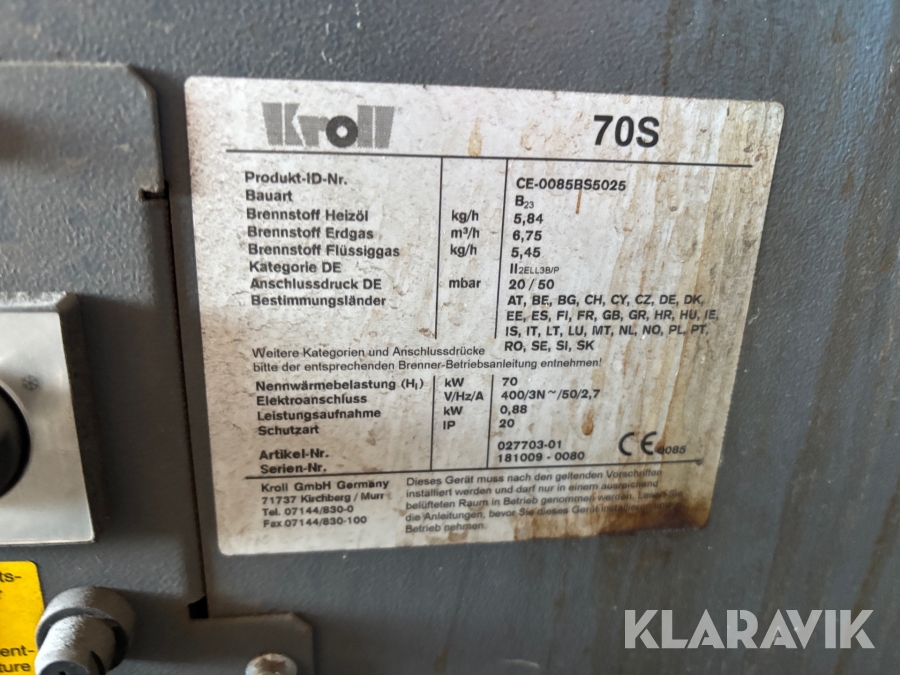 Kroll 70S
Produkt-ID-Nr. CE-0085BS5025
Bauart B23
Brennstoff Heizöl kg/h 5,84
Brennstoff Erdgas m³/h 6,75
Brennstoff Flüssiggas kg/h 5,45
Kategorie DE II2ELL3B/P
Anschlussdruck DE mbar 20 / 50
Bestimmungsländer AT, BE, BG, CH, CY, CZ, DE, DK,
EE, ES, FI, FR, GB, GR, HR, HU, IE,
IS, IT, LT, LU, MT, NL, NO, PL, PT,
RO, SE, SI, SK
Weitere Kategorien und Anschlussdrücke
bitte der entsprechenden Brenner-Betriebsanleitung entnehmen!
Nennwärmebelastung (Hi) kW 70
Elektroanschluss V/Hz/A 400/3N~/50/2,7
Leistungsaufnahme kW 0,88
Schutzart IP 20
Artikel-Nr. 027703-01
Serien-Nr. 181009 - 0080
CE 0085
Kroll GmbH Germany
71737 Kirchberg / Murr
Tel. 07144/830-0
Fax 07144/830-100
Dieses Gerät muss nach den geltenden Vorschriften
installiert werden und darf nur in einem ausreichend
belüfteten Raum in Betrieb genommen werden. Lesen Sie
die Anleitungen, bevor Sie dieses Gerät installieren
Betrieb nehmen.
ts-
r
ent-
ture
KLARAVIK